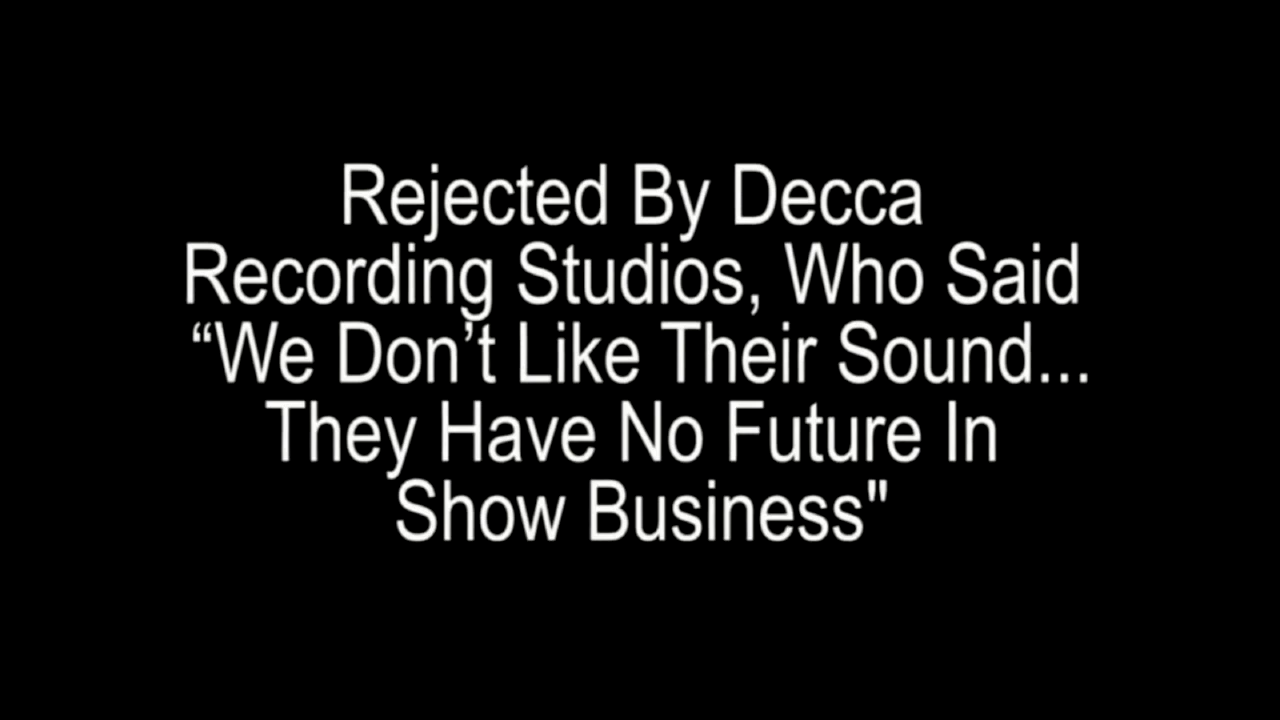 Rejected By Decca
Recording Studios, Who Said
“We Don’t Like Their Sound...
They Have No Future In
Show Business"